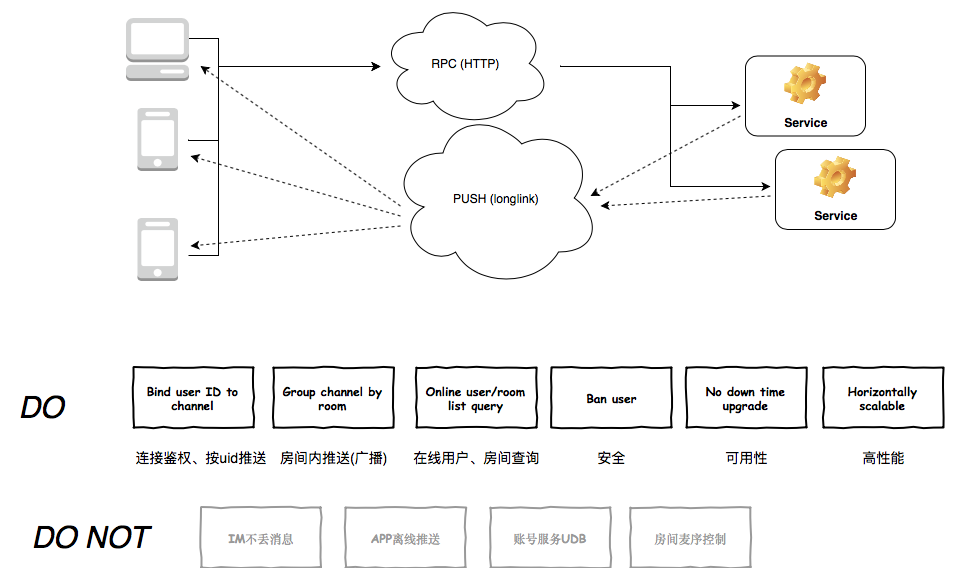 RPC (HTTP)
Service
PUSH (longlink)
Service
DO
Bind user ID to
channel
Group channel by
room
Online user/room
list query
Ban user
No down time
upgrade
Horizontally
scalable
连接鉴权、按uid推送
房间内推送(广播)
在线用户、房间查询
安全
可用性
高性能
DO NOT
IM不丢消息
APP离线推送
账号服务UDB
房间麦序控制